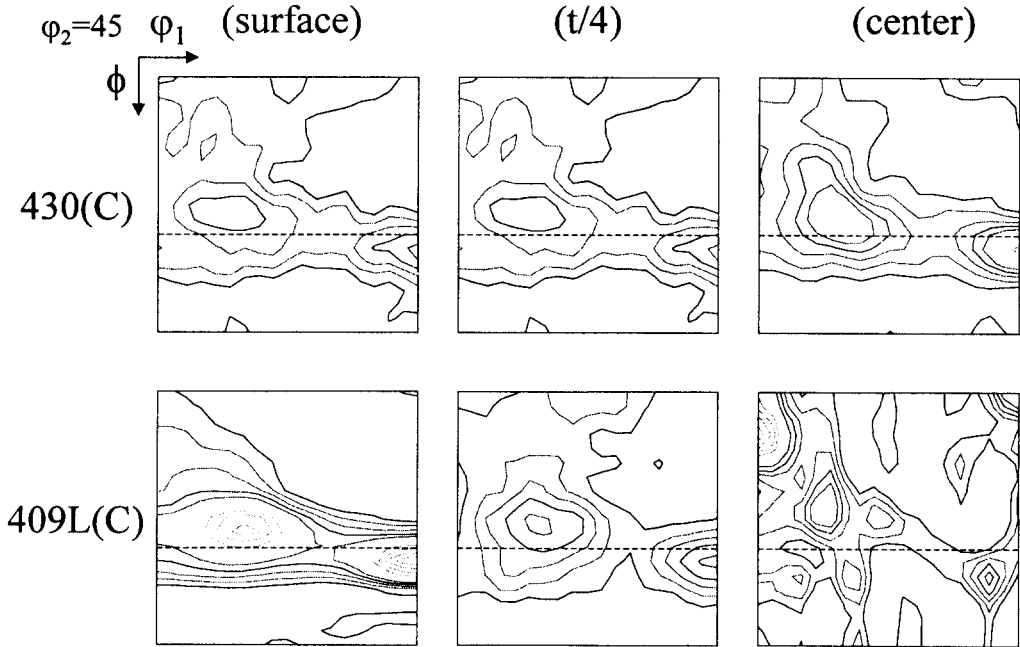 φ₂=45 φ₁ (surface) (t/4) (center)
ϕ
430(C)
409L(C)